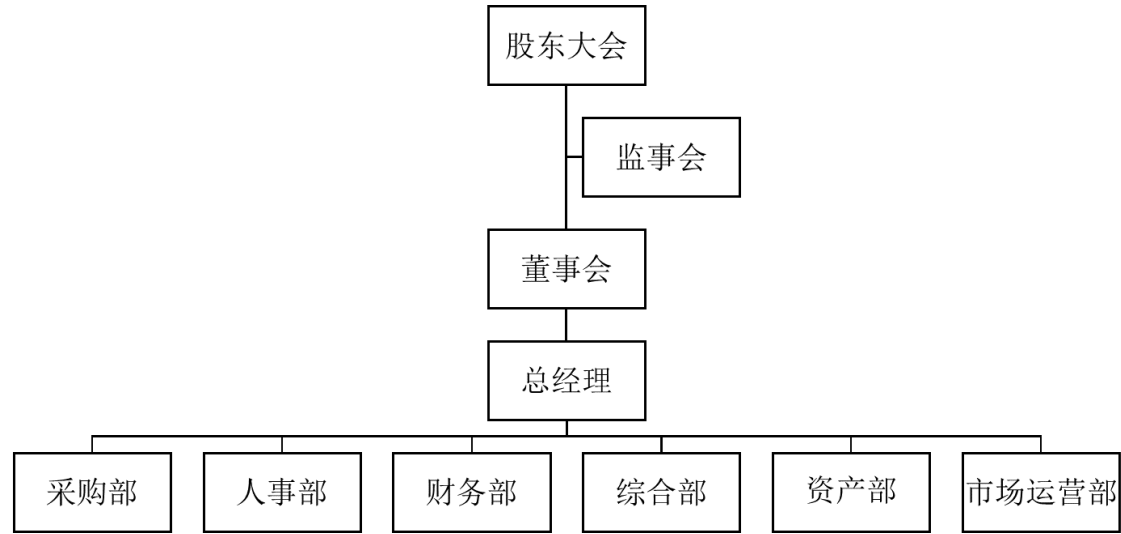 股东大会
监事会
董事会
总经理
采购部
人事部
财务部
综合部
资产部
市场运营部